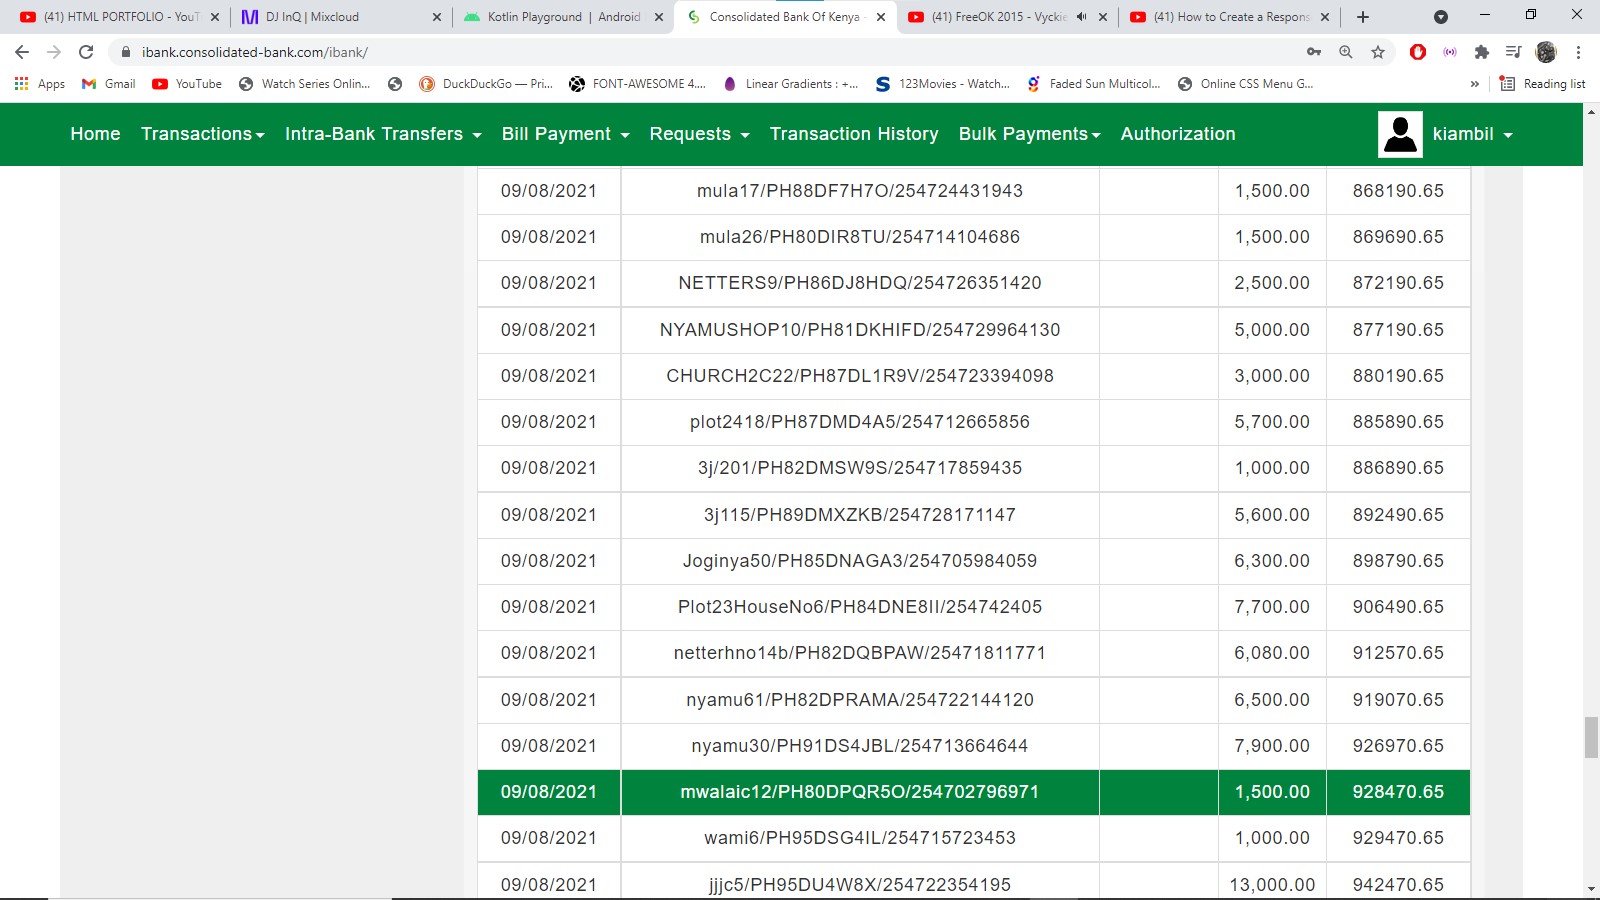 (41) HTML PORTFOLIO - YouT
DJ InQ | Mixcloud
Kotlin Playground | Android
Consolidated Bank Of Kenya -
(41) FreeOK 2015 - Vyckie
(41) How to Create a Respons
ibank.consolidated-bank.com/ibank/
Apps Gmail YouTube Watch Series Onlin... DuckDuckGo — Pri... FONT-AWESOME 4.... Linear Gradients : +... 123Movies - Watch... Faded Sun Multicol... Online CSS Menu G... » Reading list
Home Transactions Intra-Bank Transfers Bill Payment Requests Transaction History Bulk Payments Authorization kiambil
09/08/2021 mula17/PH88DF7H7O/254724431943 1,500.00 868190.65
09/08/2021 mula26/PH80DIR8TU/254714104686 1,500.00 869690.65
09/08/2021 NETTERS9/PH86DJ8HDQ/254726351420 2,500.00 872190.65
09/08/2021 NYAMUSHOP10/PH81DKHIFD/254729964130 5,000.00 877190.65
09/08/2021 CHURCH2C22/PH87DL1R9V/254723394098 3,000.00 880190.65
09/08/2021 plot2418/PH87DMD4A5/254712665856 5,700.00 885890.65
09/08/2021 3j/201/PH82DMSW9S/254717859435 1,000.00 886890.65
09/08/2021 3j115/PH89DMXZKB/254728171147 5,600.00 892490.65
09/08/2021 Joginya50/PH85DNAGA3/254705984059 6,300.00 898790.65
09/08/2021 Plot23HouseNo6/PH84DNE8II/254742405 7,700.00 906490.65
09/08/2021 netterhno14b/PH82DQBPAW/25471811771 6,080.00 912570.65
09/08/2021 nyamu61/PH82DPRAMA/254722144120 6,500.00 919070.65
09/08/2021 nyamu30/PH91DS4JBL/254713664644 7,900.00 926970.65
09/08/2021 mwalaic12/PH80DPQR5O/254702796971 1,500.00 928470.65
09/08/2021 wami6/PH95DSG4IL/254715723453 1,000.00 929470.65
09/08/2021 jjjc5/PH95DU4W8X/254722354195 13,000.00 942470.65